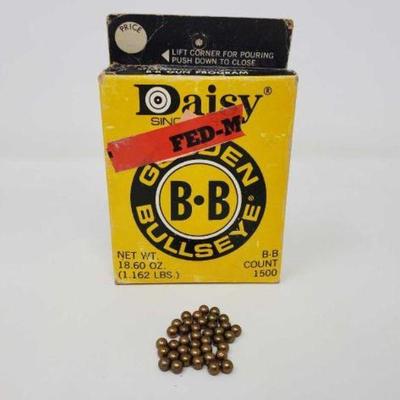 PRICE
LIFT CORNER FOR POURING
PUSH DOWN TO CLOSE
B-B GUN PROGRAM
Daisy®
FED-M
GOLDEN
B•B
BULLSEYE®
NET WT.
18.60 OZ.
(1.162 LBS.)
B-B
COUNT
1500